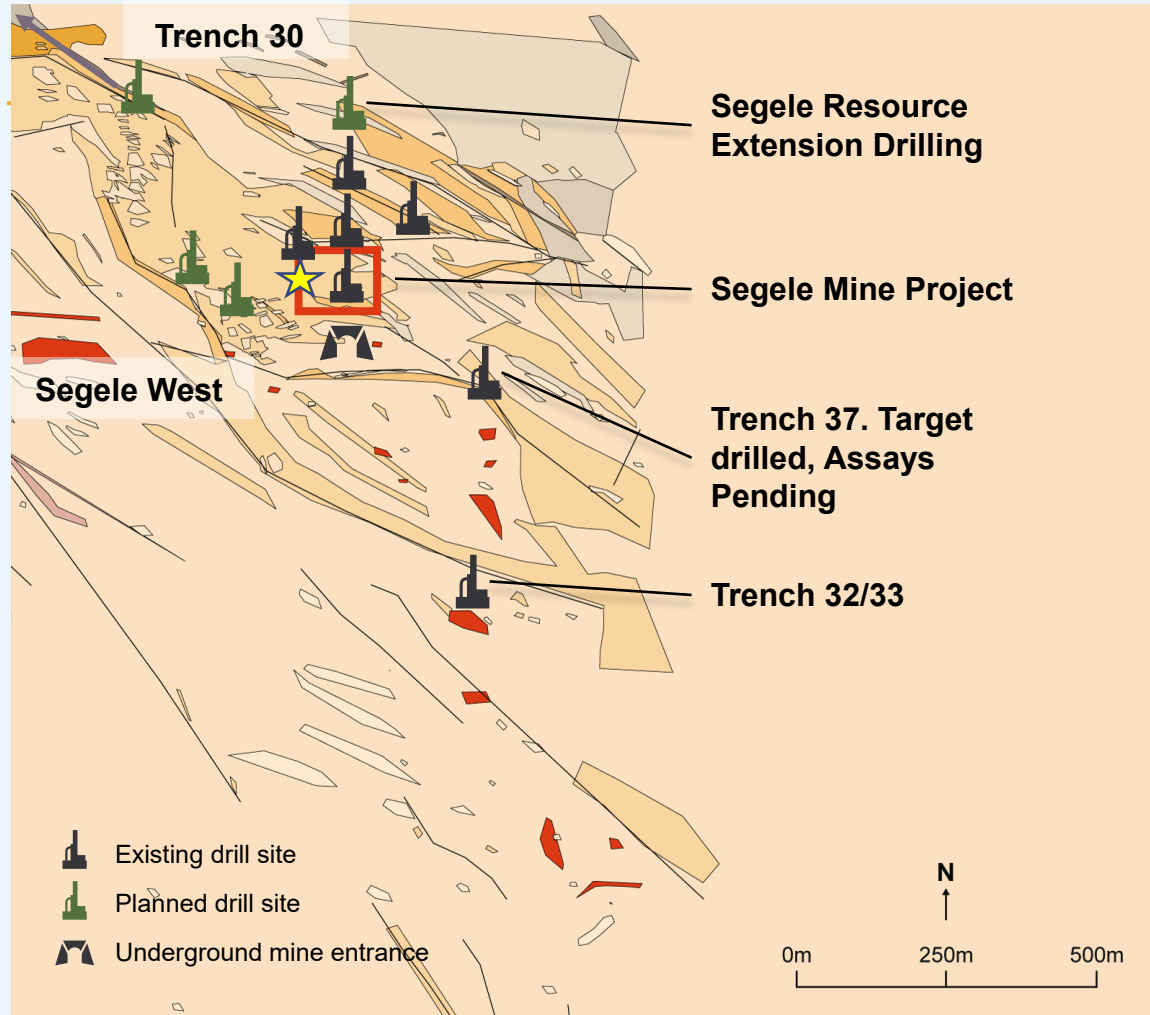 Trench 30
Segele Resource
Extension Drilling
Segele Mine Project
Segele West
Trench 37. Target
drilled, Assays
Pending
Trench 32/33
Existing drill site
Planned drill site
Underground mine entrance
N
0m 250m 500m